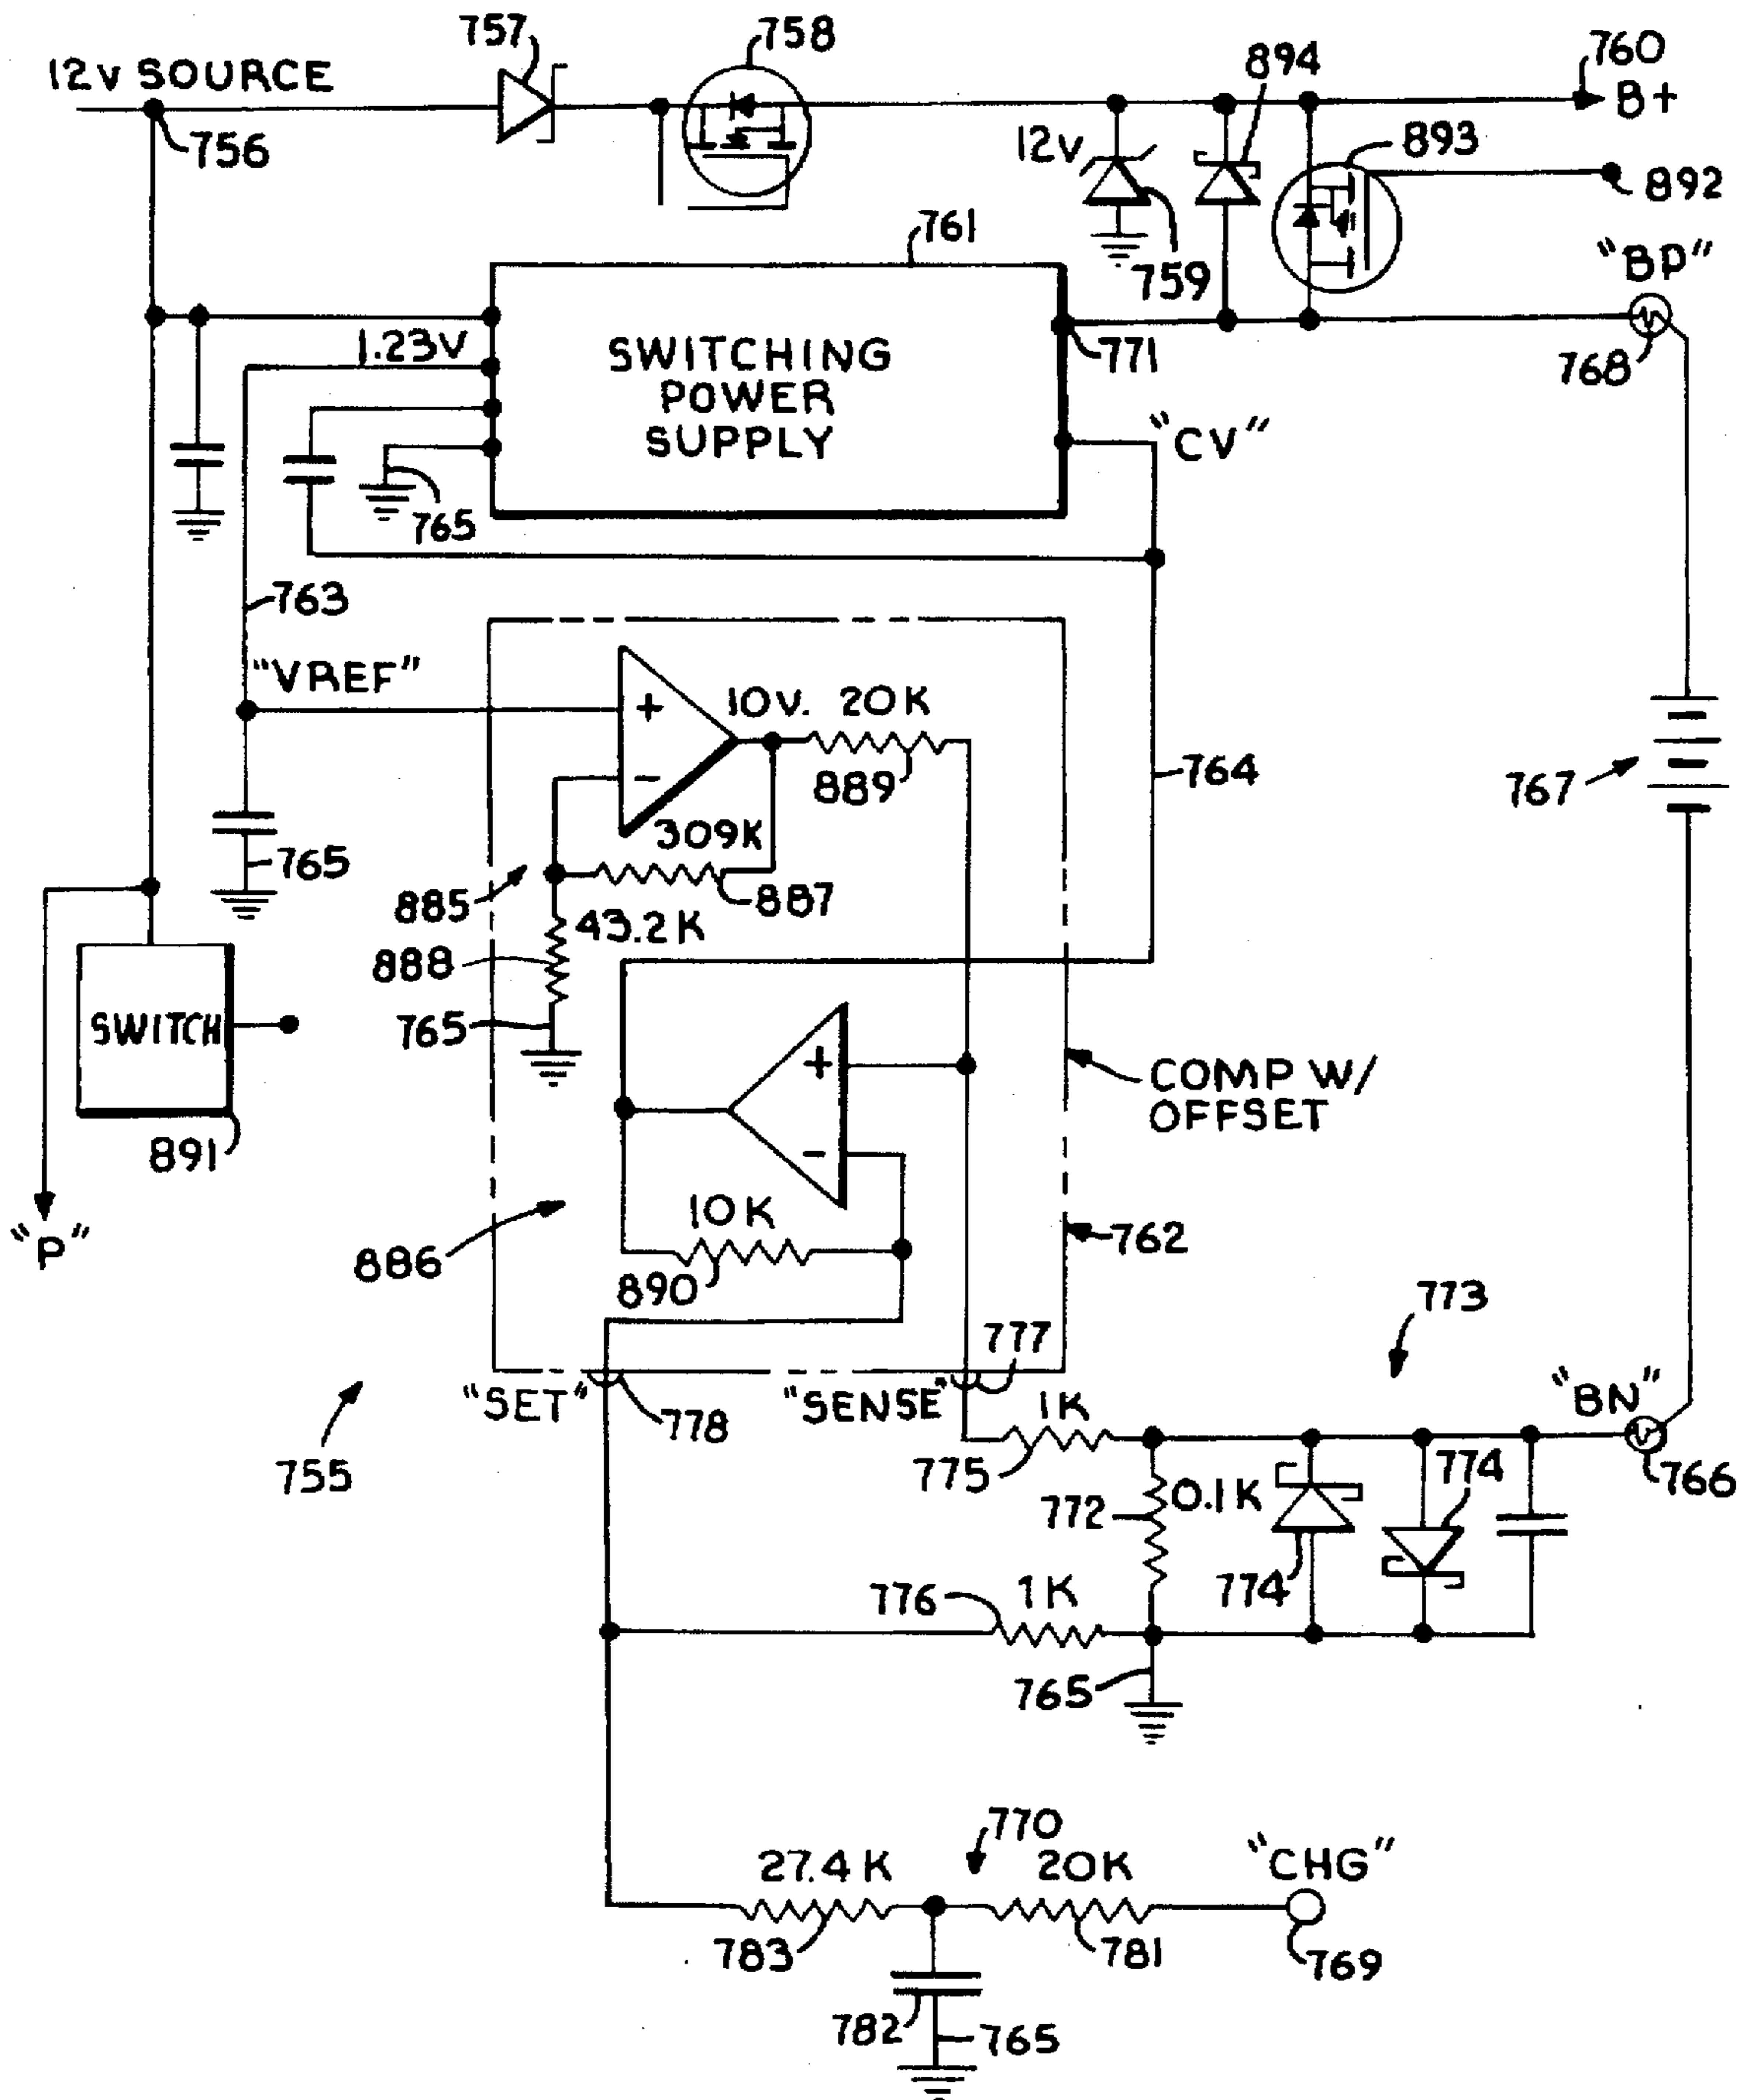 757
758
760
12V SOURCE
894
B+
756
12V
893
892
761
"BP"
759
1.23V
771
768
SWITCHING
POWER
SUPPLY
"CV"
765
763
"VREF"
10V. 20K
764
889
767
309K
765
887
885
43.2K
888
SWITCH
765
COMP W/
OFFSET
891
10K
762
"P"
886
890
773
777
"SET"
"SENSE"
1K
"BN"
778
755
775
774
766
772
0.1K
776
1K
774
765
770
27.4K
20K
"CHG"
783
781
769
782
765